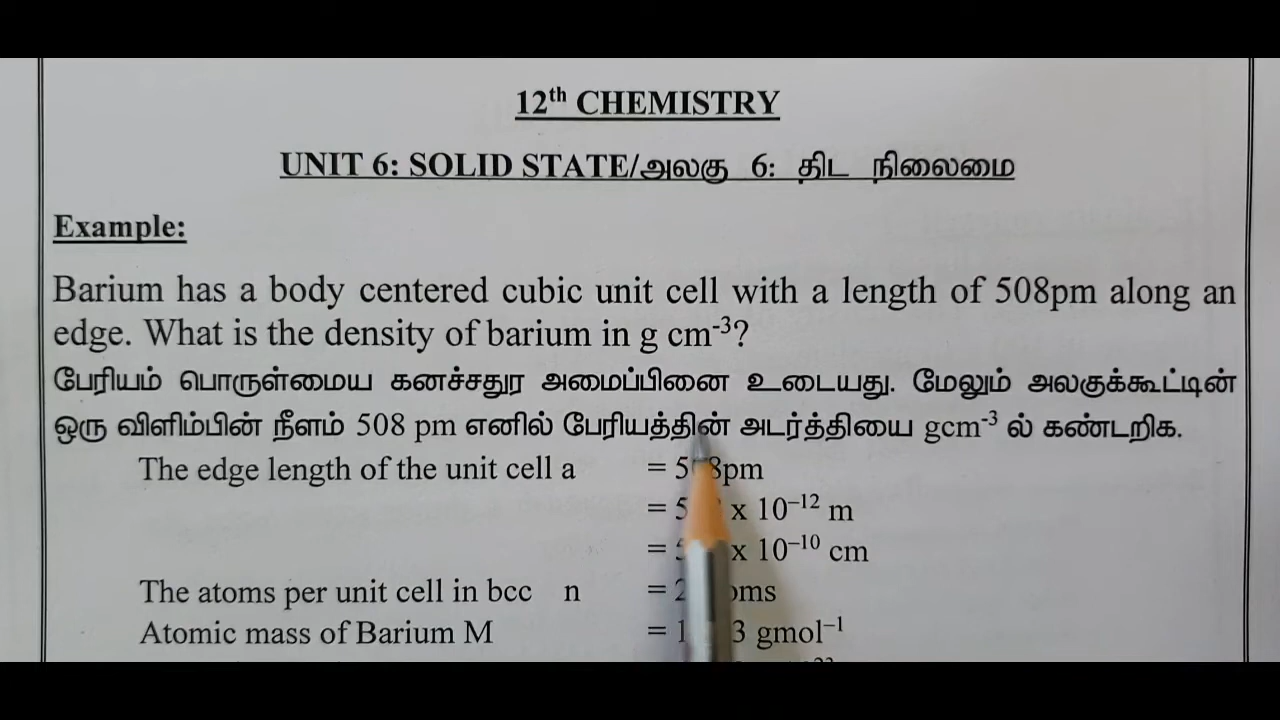 12th CHEMISTRY
UNIT 6: SOLID STATE/அலகு 6: திட நிலைமை
Example:
Barium has a body centered cubic unit cell with a length of 508pm along an
edge. What is the density of barium in g cm⁻³?
பேரியம் பொருள்மைய கனச்சதுர அமைப்பினை உடையது. மேலும் அலகுக்கூட்டின்
ஒரு விளிம்பின் நீளம் 508 pm எனில் பேரியத்தின் அடர்த்தியை gcm⁻³ ல் கண்டறிக.
The edge length of the unit cell a = 508pm
= x 10⁻¹² m
= x 10⁻¹⁰ cm
The atoms per unit cell in bcc n = 2 atoms
Atomic mass of Barium M = gmol⁻¹